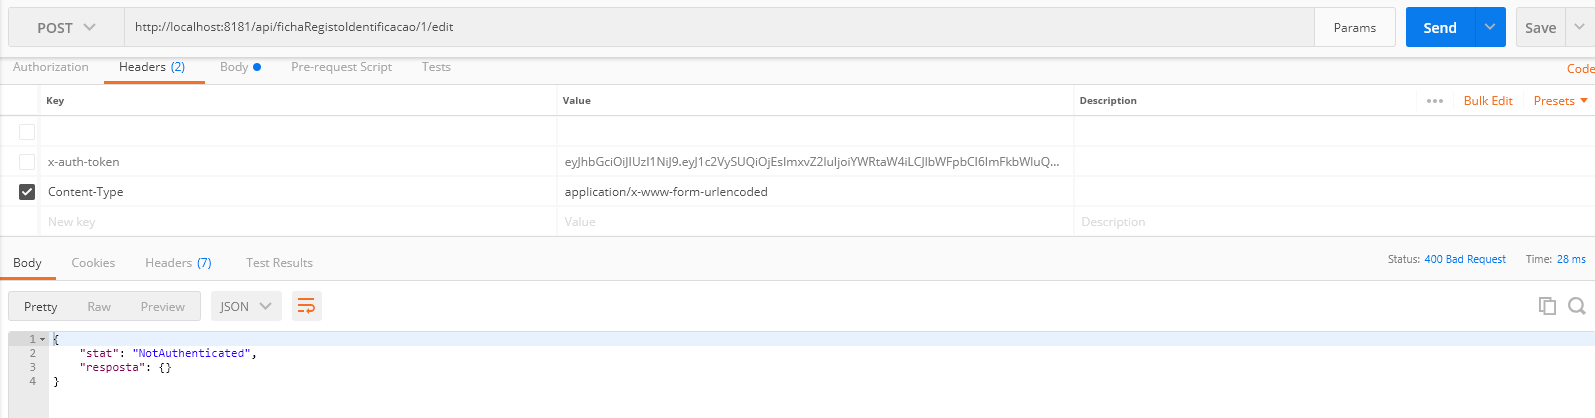 POST http://localhost:8181/api/fichaRegistoIdentificacao/1/edit Params Send Save
Authorization Headers (2) Body Pre-request Script Tests Code
Key Value Description ••• Bulk Edit Presets
x-auth-token eyJhbGciOiJIUzI1NiJ9.eyJ1c2VySUQiOjEsImxvZ2luIjoiYWRtaW4iLCJlbWFpbCI6ImFkbWluQ...
Content-Type application/x-www-form-urlencoded
New key Value Description
Body Cookies Headers (7) Test Results Status: 400 Bad Request Time: 28 ms
Pretty Raw Preview JSON
1 {
2 "stat": "NotAuthenticated",
3 "resposta": {}
4 }